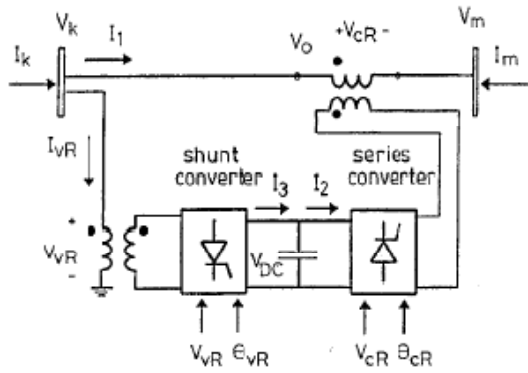 V_k
V_m
I_k
I_1
V_o
+V_cR -
I_m
I_vR
shunt
converter
series
converter
I_3
I_2
+
V_vR
-
V_DC
V_vR
θ_vR
V_cR
θ_cR